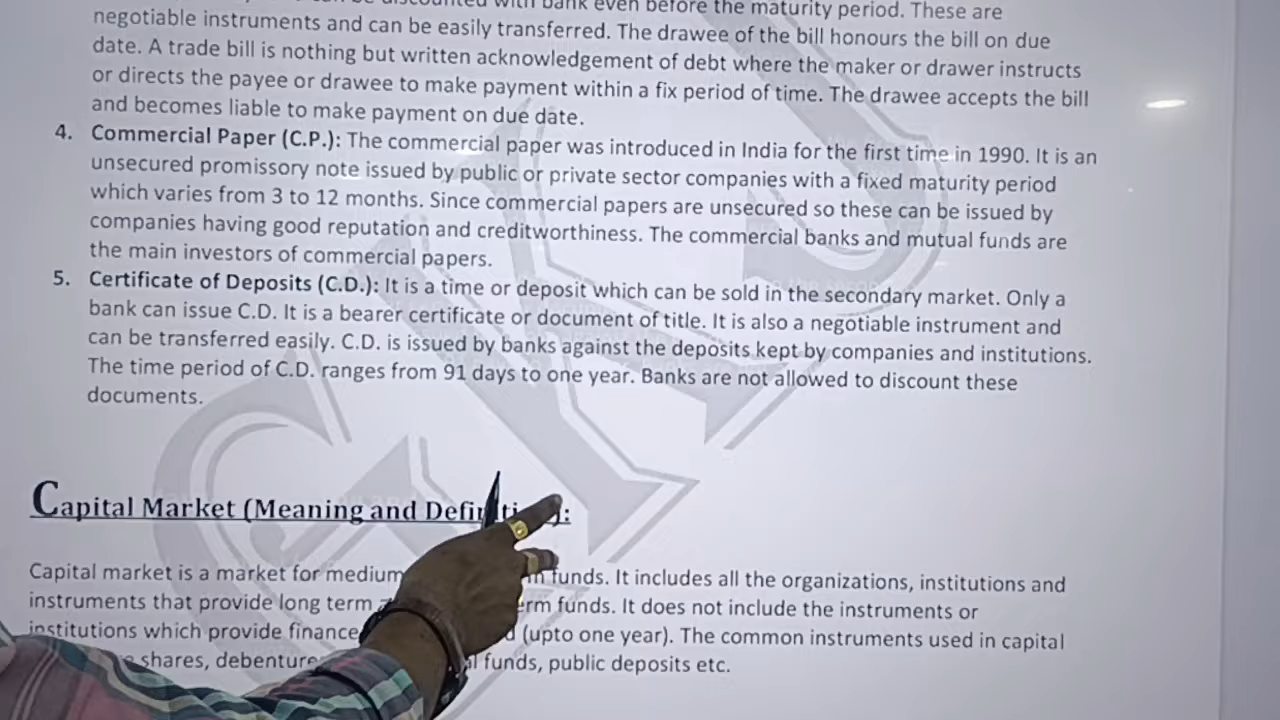 with bank even before the maturity period. These are
negotiable instruments and can be easily transferred. The drawee of the bill honours the bill on due
date. A trade bill is nothing but written acknowledgement of debt where the maker or drawer instructs
or directs the payee or drawee to make payment within a fix period of time. The drawee accepts the bill
and becomes liable to make payment on due date.
4. Commercial Paper (C.P.): The commercial paper was introduced in India for the first time in 1990. It is an
unsecured promissory note issued by public or private sector companies with a fixed maturity period
which varies from 3 to 12 months. Since commercial papers are unsecured so these can be issued by
companies having good reputation and creditworthiness. The commercial banks and mutual funds are
the main investors of commercial papers.
5. Certificate of Deposits (C.D.): It is a time or deposit which can be sold in the secondary market. Only a
bank can issue C.D. It is a bearer certificate or document of title. It is also a negotiable instrument and
can be transferred easily. C.D. is issued by banks against the deposits kept by companies and institutions.
The time period of C.D. ranges from 91 days to one year. Banks are not allowed to discount these
documents.
Capital Market (Meaning and
Capital market is a market for medium funds. It includes all the organizations, institutions and
instruments that provide long term funds. It does not include the instruments or
institutions which provide finance (upto one year). The common instruments used in capital
shares, funds, public deposits etc.